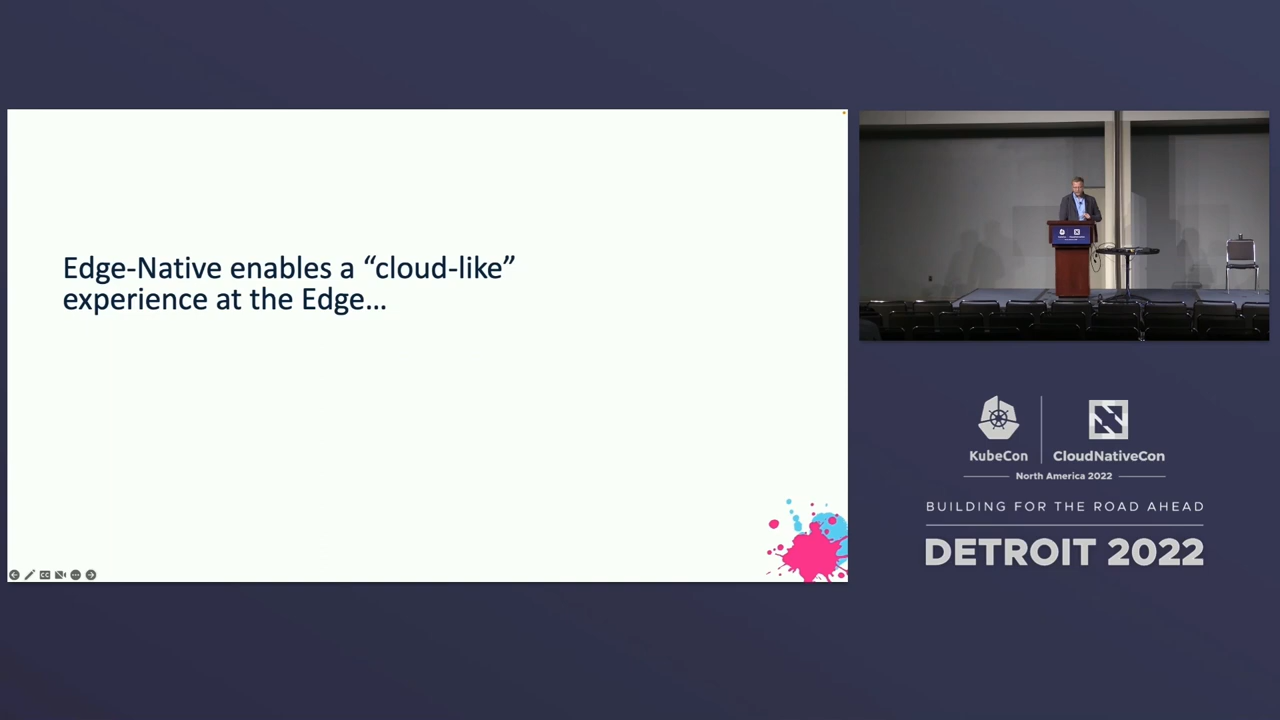 Edge-Native enables a “cloud-like”
experience at the Edge...
KubeCon
CloudNativeCon
North America 2022
BUILDING FOR THE ROAD AHEAD
DETROIT 2022